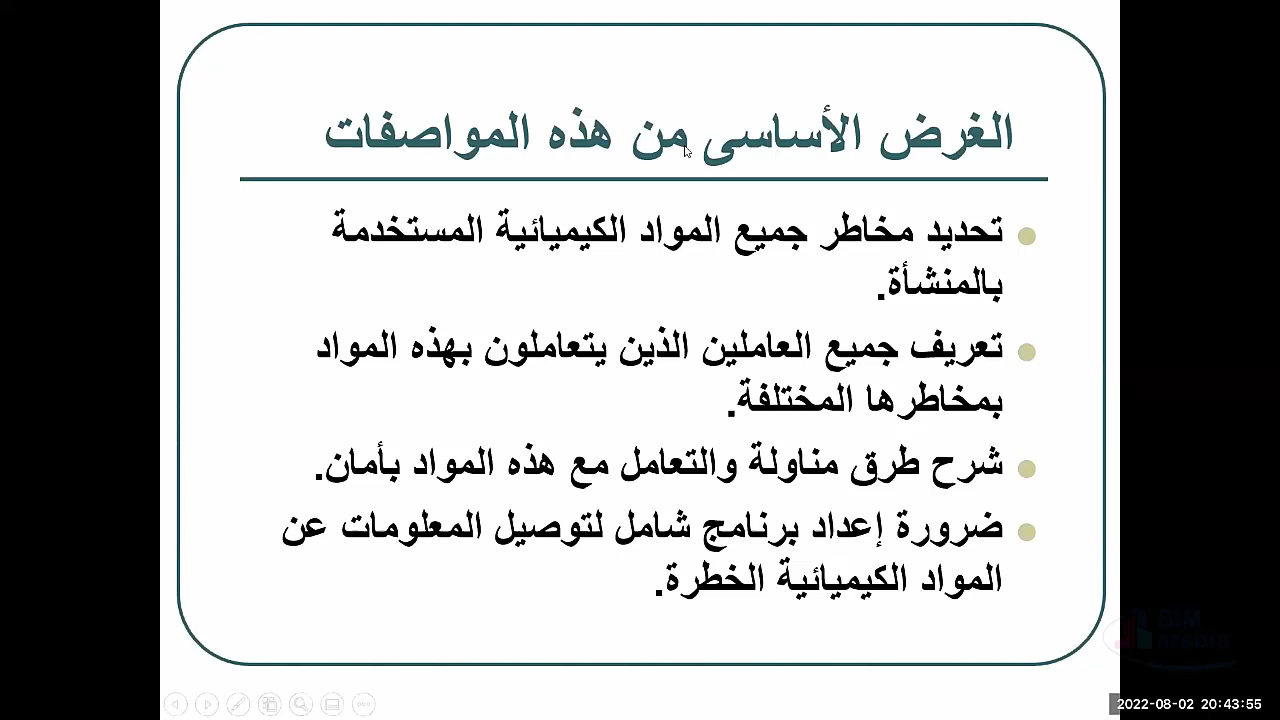 الغرض الأساسى من هذه المواصفات
تحديد مخاطر جميع المواد الكيميائية المستخدمة
بالمنشأة.
تعريف جميع العاملين الذين يتعاملون بهذه المواد
بمخاطرها المختلفة.
شرح طرق مناولة والتعامل مع هذه المواد بأمان.
ضرورة إعداد برنامج شامل لتوصيل المعلومات عن
المواد الكيميائية الخطرة.
BIM
arabia
2022-08-02 20:43:55